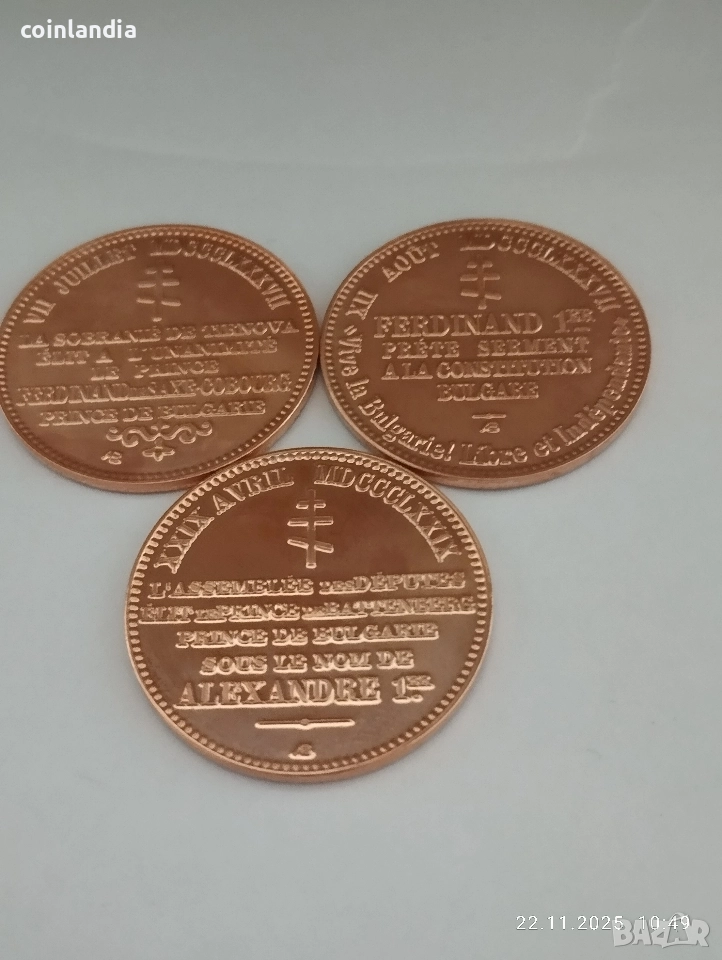 coinlandia
VII JUILLET MDCCCLXXXVII
LA SOBRANIÉ DE TIRNOVA
ÉLIT A L'UNANIMITÉ
LE PRINCE
FERDINAND DE SAXE-COBOURG
PRINCE DE BULGARIE
XII AOÛT MDCCCLXXXVII
FERDINAND 1ER
PRÊTE SERMENT
A LA CONSTITUTION
BULGARE
«Vive la Bulgarie! Libre et Indépendante»
XXIX AVRIL MDCCCLXXIX
L'ASSEMBLÉE DES DÉPUTÉS
ÉLIT LE PRINCE DE BATTENBERG
PRINCE DE BULGARIE
SOUS LE NOM DE
ALEXANDRE 1ER
22.11.2025 10:49
BAZAR